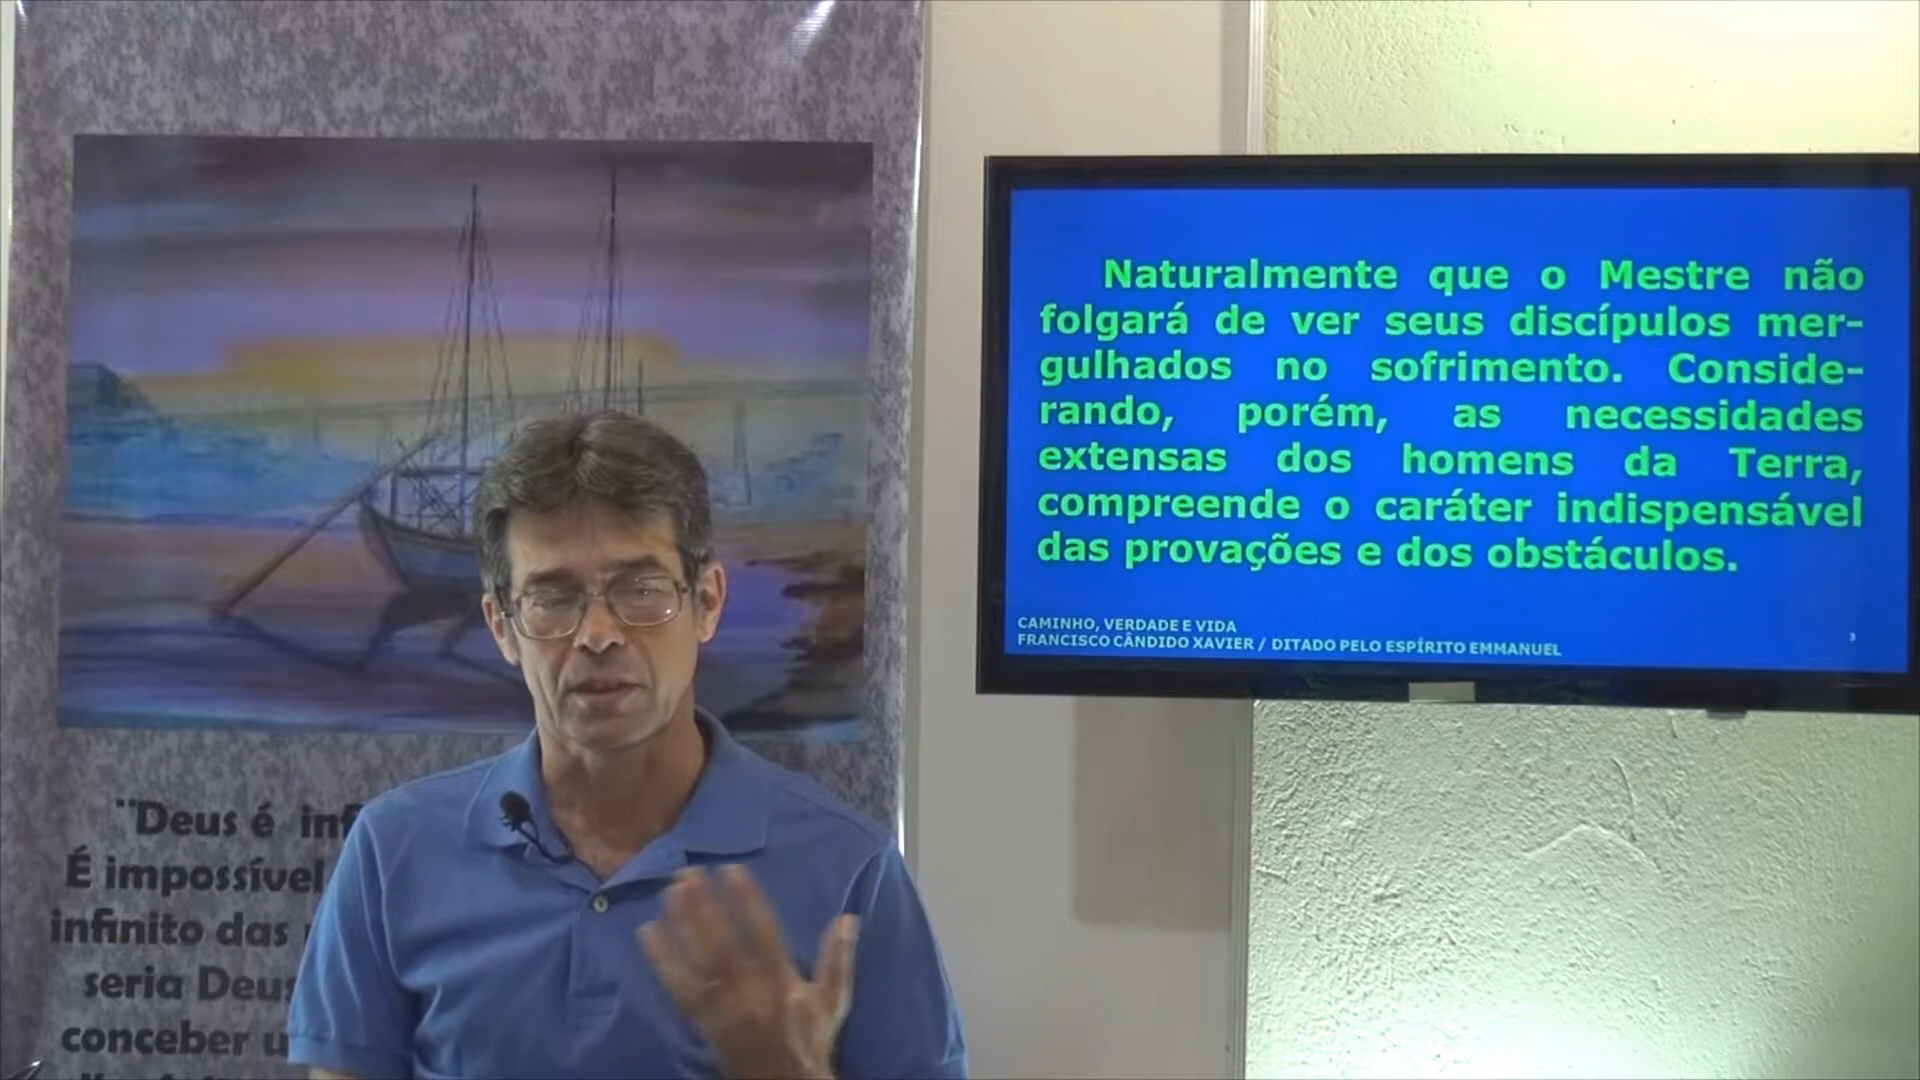 ¨Deus é
É impossível
infinito das
seria Deus
conceber
Naturalmente que o Mestre não
folgará de ver seus discípulos mer-
gulhados no sofrimento. Conside-
rando, porém, as necessidades
extensas dos homens da Terra,
compreende o caráter indispensável
das provações e dos obstáculos.
CAMINHO, VERDADE E VIDA
FRANCISCO CÂNDIDO XAVIER / DITADO PELO ESPÍRITO EMMANUEL
3